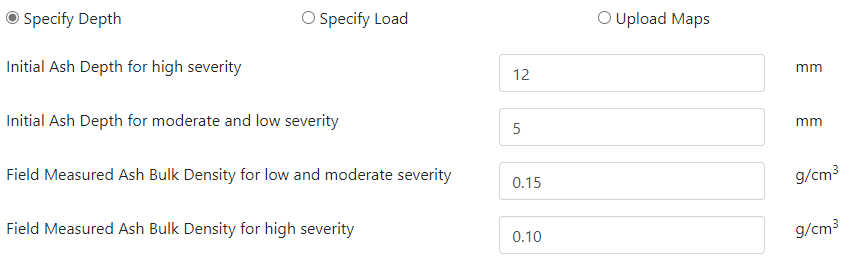 Specify Depth Specify Load Upload Maps
Initial Ash Depth for high severity 12 mm
Initial Ash Depth for moderate and low severity 5 mm
Field Measured Ash Bulk Density for low and moderate severity 0.15 g/cm³
Field Measured Ash Bulk Density for high severity 0.10 g/cm³